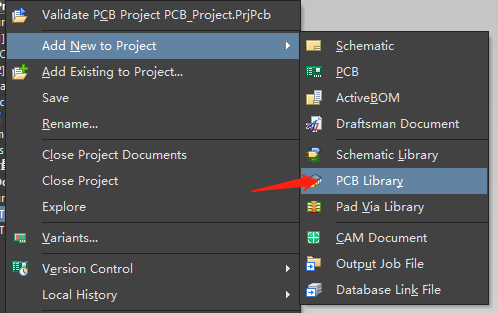 Validate PCB Project PCB_Project.PrjPcb
Add New to Project
Add Existing to Project...
Save
Rename...
Close Project Documents
Close Project
Explore
Variants...
Version Control
Local History
Schematic
PCB
ActiveBOM
Draftsman Document
Schematic Library
PCB Library
Pad Via Library
CAM Document
Output Job File
Database Link File